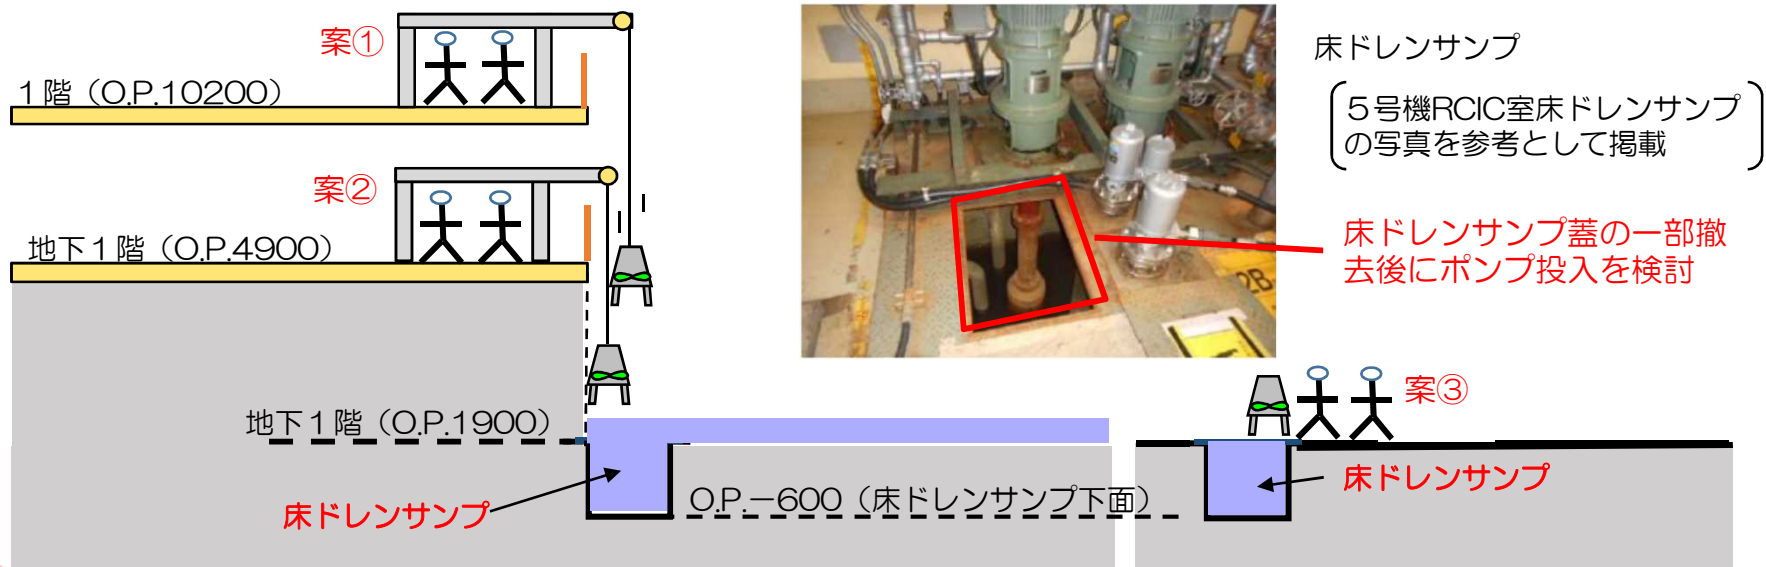 案①
1階（O.P.10200）
案②
地下1階（O.P.4900）
地下1階（O.P.1900）
床ドレンサンプ
O.P.－600（床ドレンサンプ下面）
床ドレンサンプ
５号機RCIC室床ドレンサンプ
の写真を参考として掲載
床ドレンサンプ蓋の一部撤
去後にポンプ投入を検討
2B
案③
床ドレンサンプ